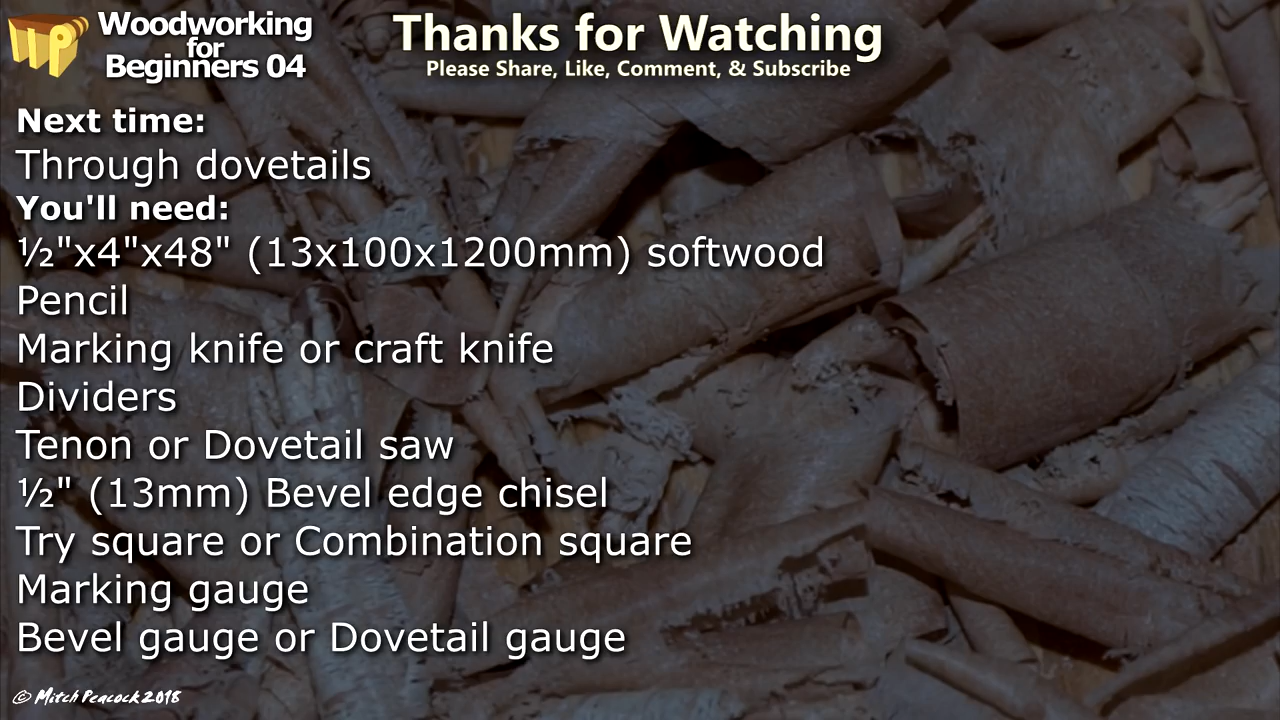 Woodworking
for
Beginners 04
Thanks for Watching
Please Share, Like, Comment, & Subscribe
Next time:
Through dovetails
You'll need:
½"x4"x48" (13x100x1200mm) softwood
Pencil
Marking knife or craft knife
Dividers
Tenon or Dovetail saw
½" (13mm) Bevel edge chisel
Try square or Combination square
Marking gauge
Bevel gauge or Dovetail gauge
© Mitch Peacock 2018